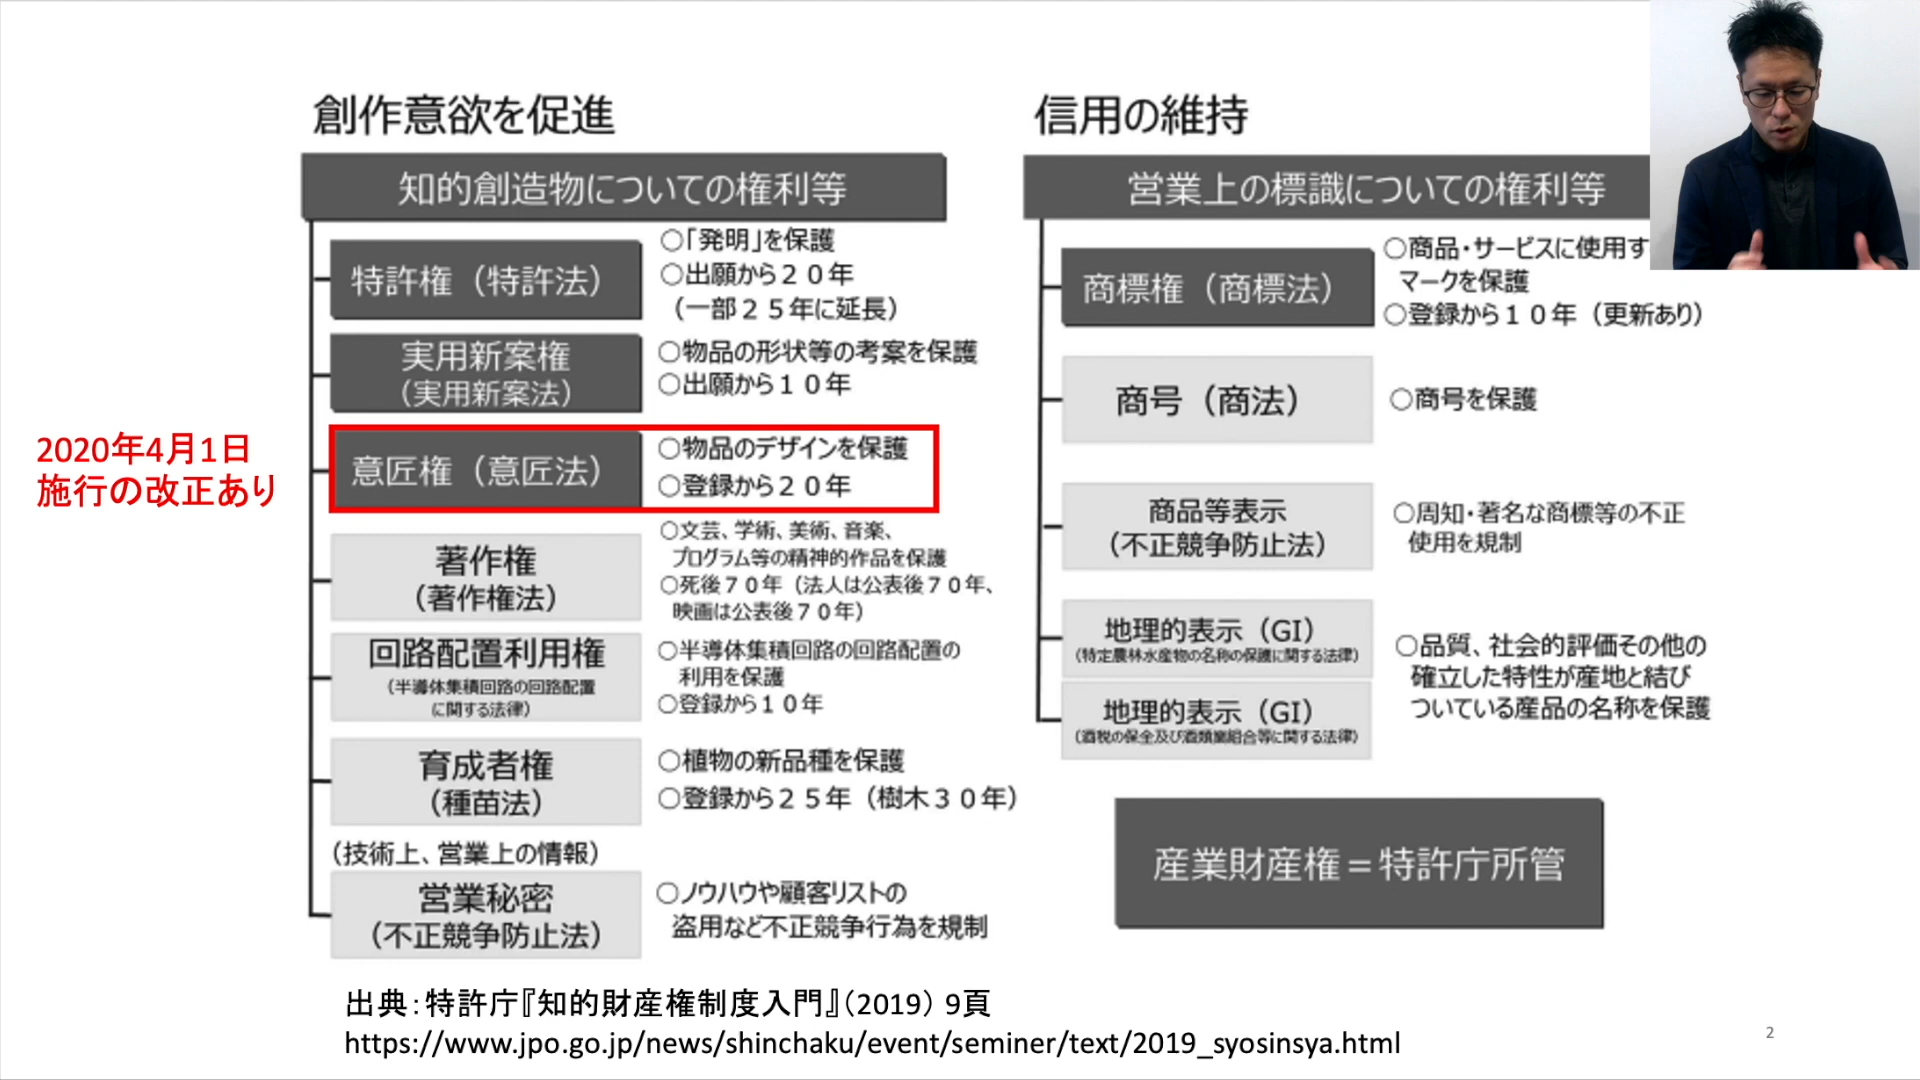 創作意欲を促進
知的創造物についての権利等
特許権（特許法）
○「発明」を保護
○出願から２０年
（一部２５年に延長）
実用新案権
（実用新案法）
○物品の形状等の考案を保護
○出願から１０年
2020年4月1日
施行の改正あり
意匠権（意匠法）
○物品のデザインを保護
○登録から２０年
著作権
（著作権法）
○文芸、学術、美術、音楽、
プログラム等の精神的作品を保護
○死後７０年（法人は公表後７０年、
映画は公表後７０年）
回路配置利用権
（半導体集積回路の回路配置
に関する法律）
○半導体集積回路の回路配置の
利用を保護
○登録から１０年
育成者権
（種苗法）
○植物の新品種を保護
○登録から２５年（樹木３０年）
（技術上、営業上の情報）
営業秘密
（不正競争防止法）
○ノウハウや顧客リストの
盗用など不正競争行為を規制
信用の維持
営業上の標識についての権利等
商標権（商標法）
○商品・サービスに使用す
マークを保護
○登録から１０年（更新あり）
商号（商法）
○商号を保護
商品等表示
（不正競争防止法）
○周知・著名な商標等の不正
使用を規制
地理的表示（GI）
（特定農林水産物の名称の保護に関する法律）
地理的表示（GI）
（酒税の保全及び酒類業組合等に関する法律）
○品質、社会的評価その他の
確立した特性が産地と結び
ついている産品の名称を保護
産業財産権＝特許庁所管
出典：特許庁『知的財産権制度入門』（2019） 9頁
https://www.jpo.go.jp/news/shinchaku/event/seminer/text/2019_syosinsya.html
2